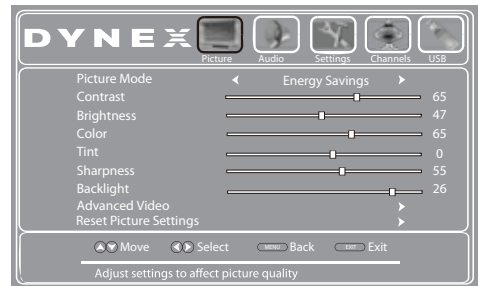 DYNEX
Picture Audio Settings Channels USB
Picture Mode Energy Savings
Contrast 65
Brightness 47
Color 65
Tint 0
Sharpness 55
Backlight 26
Advanced Video
Reset Picture Settings
Move Select MENU Back EXIT Exit
Adjust settings to affect picture quality